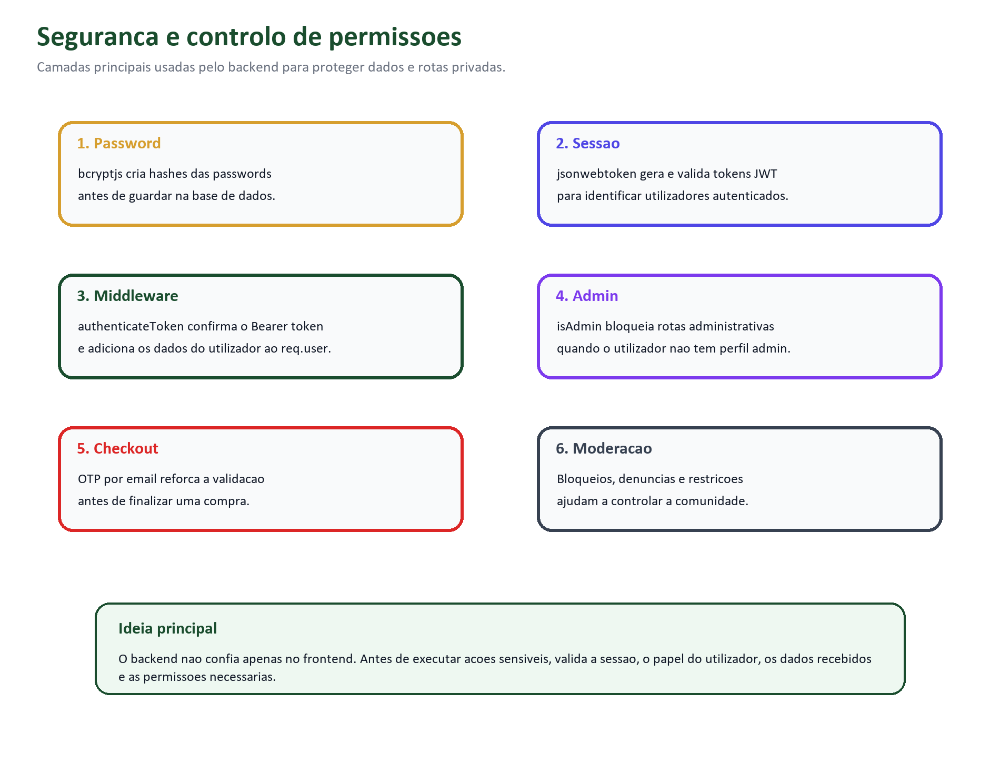 Seguranca e controlo de permissoes
Camadas principais usadas pelo backend para proteger dados e rotas privadas.
1. Password
bcryptjs cria hashes das passwords
antes de guardar na base de dados.
2. Sessao
jsonwebtoken gera e valida tokens JWT
para identificar utilizadores autenticados.
3. Middleware
authenticateToken confirma o Bearer token
e adiciona os dados do utilizador ao req.user.
4. Admin
isAdmin bloqueia rotas administrativas
quando o utilizador nao tem perfil admin.
5. Checkout
OTP por email reforca a validacao
antes de finalizar uma compra.
6. Moderacao
Bloqueios, denuncias e restricoes
ajudam a controlar a comunidade.
Ideia principal
O backend nao confia apenas no frontend. Antes de executar acoes sensiveis, valida a sessao, o papel do utilizador, os dados recebidos
e as permissoes necessarias.